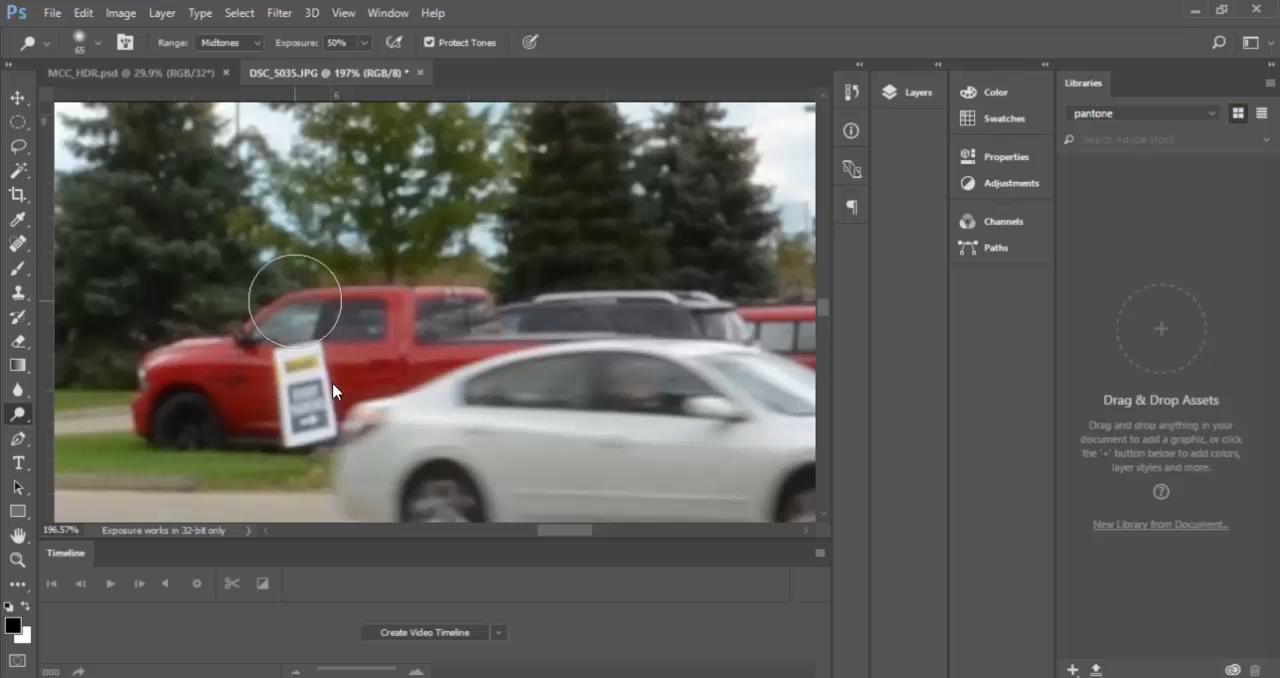 Ps File Edit Image Layer Type Select Filter 3D View Window Help
65 Range: Midtones Exposure: 50% Protect Tones
MCC_HDR.psd @ 29.9% (RGB/32*) × DSC_5035.JPG @ 197% (RGB/8) * ×
6
Layers
Color
Swatches
Properties
Adjustments
Channels
Paths
Libraries
pantone
Search Adobe Stock
Drag & Drop Assets
Drag and drop anything in your
document to add a graphic, or click
the '+' button below to add colors,
layer styles and more.
New Library from Document...
196.57% Exposure works in 32-bit only
Timeline
Create Video Timeline